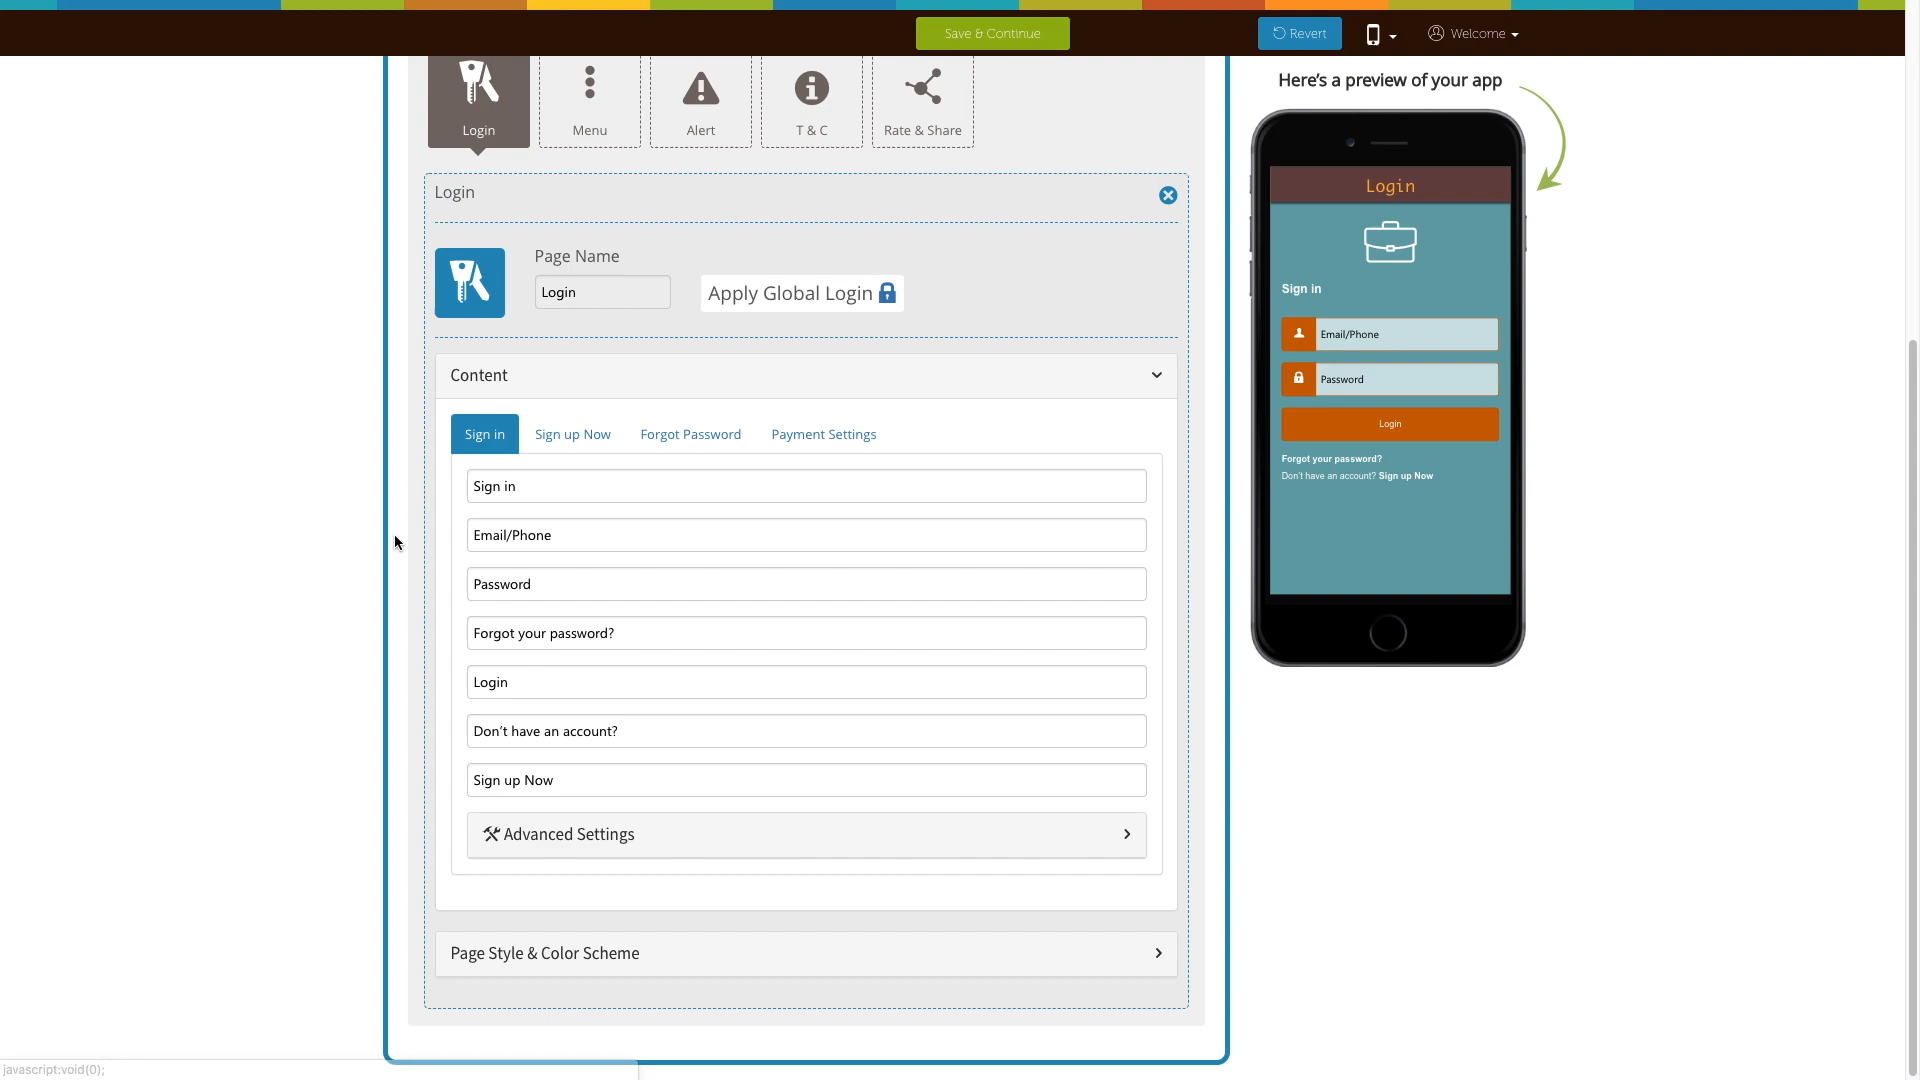 Save & Continue
Revert
Welcome
Login
Menu
Alert
T & C
Rate & Share
Login
Page Name
Login
Apply Global Login
Content
Sign in
Sign up Now
Forgot Password
Payment Settings
Sign in
Email/Phone
Password
Forgot your password?
Login
Don't have an account?
Sign up Now
Advanced Settings
Page Style & Color Scheme
Here's a preview of your app
Login
Sign in
Email/Phone
Password
Login
Forgot your password?
Don't have an account? Sign up Now
javascript:void(0);